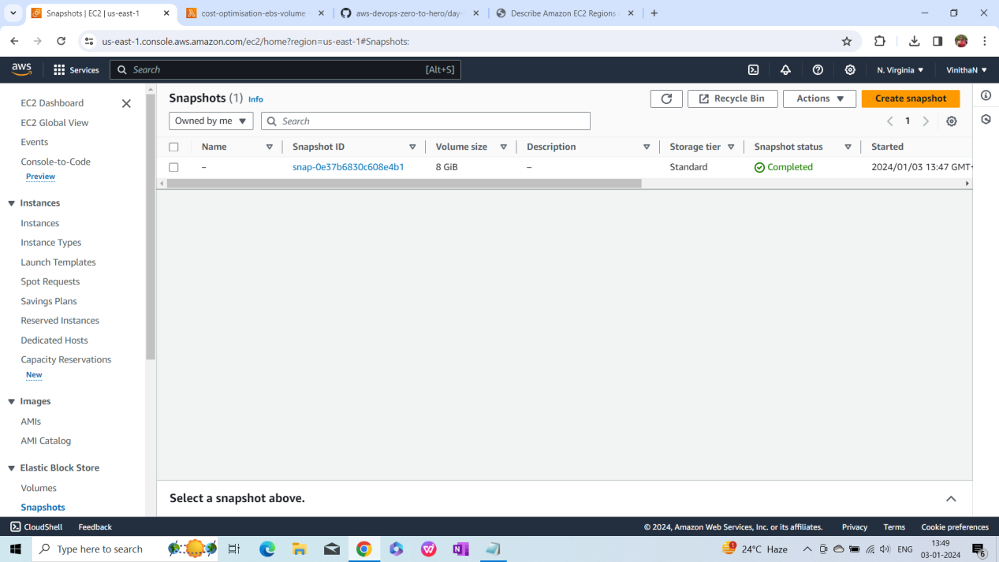 Snapshots | EC2 | us-east-1
cost-optimisation-ebs-volume
aws-devops-zero-to-hero/day-
Describe Amazon EC2 Regions
us-east-1.console.aws.amazon.com/ec2/home?region=us-east-1#Snapshots:
aws
Services
Search
[Alt+S]
N. Virginia
VinithaN
EC2 Dashboard
EC2 Global View
Events
Console-to-Code
Preview
Instances
Instances
Instance Types
Launch Templates
Spot Requests
Savings Plans
Reserved Instances
Dedicated Hosts
Capacity Reservations
New
Images
AMIs
AMI Catalog
Elastic Block Store
Volumes
Snapshots
Snapshots (1) Info
Recycle Bin
Actions
Create snapshot
Owned by me
Search
1
Name Snapshot ID Volume size Description Storage tier Snapshot status Started
– snap-0e37b6830c608e4b1 8 GiB – Standard Completed 2024/01/03 13:47 GMT+
Select a snapshot above.
CloudShell Feedback © 2024, Amazon Web Services, Inc. or its affiliates. Privacy Terms Cookie preferences
Type here to search
1
24°C Haze
ENG
13:49
03-01-2024
6